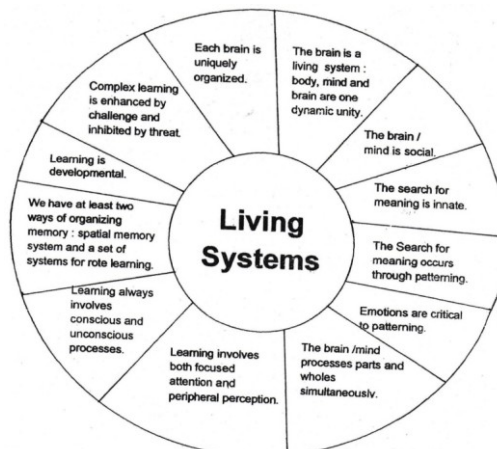 Each brain is
uniquely
organized.
The brain is a
living system :
body, mind and
brain are one
dynamic unity.
The brain /
mind is social.
The search for
meaning is innate.
The Search for
meaning occurs
through patterning.
Emotions are critical
to patterning.
The brain /mind
processes parts and
wholes
simultaneously.
Learning involves
both focused
attention and
peripheral perception.
Learning always
involves
conscious and
unconscious
processes.
We have at least two
ways of organizing
memory : spatial memory
system and a set of
systems for rote learning.
Learning is
developmental.
Complex learning
is enhanced by
challenge and
inhibited by threat.
Living
Systems